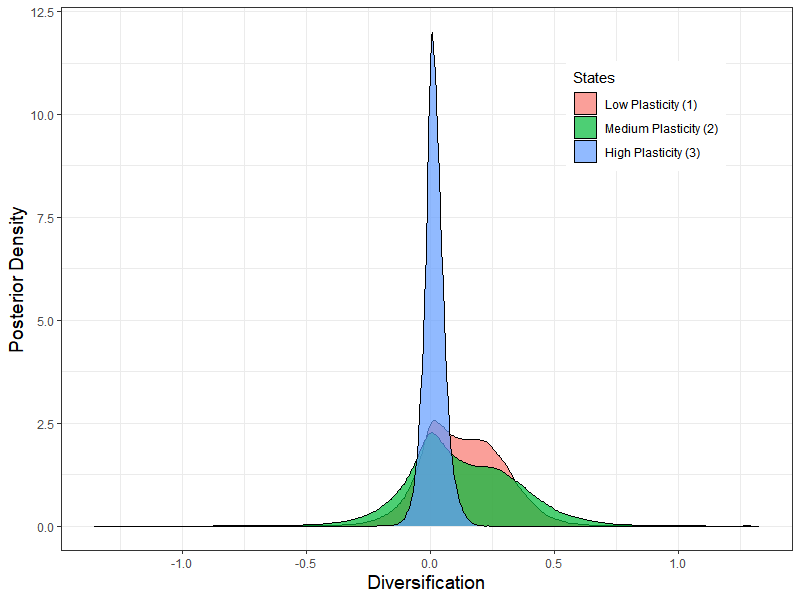 12.5
10.0
7.5
5.0
2.5
0.0
Posterior Density
States
Low Plasticity (1)
Medium Plasticity (2)
High Plasticity (3)
-1.0
-0.5
0.0
0.5
1.0
Diversification